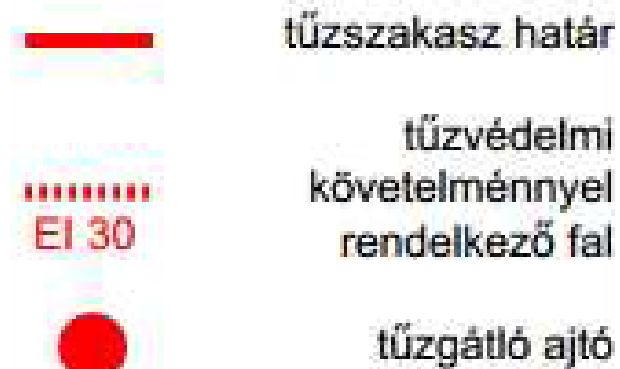 tűzszakasz határ
tűzvédelmi
követelménnyel
EI 30 rendelkező fal
tűzgátló ajtó